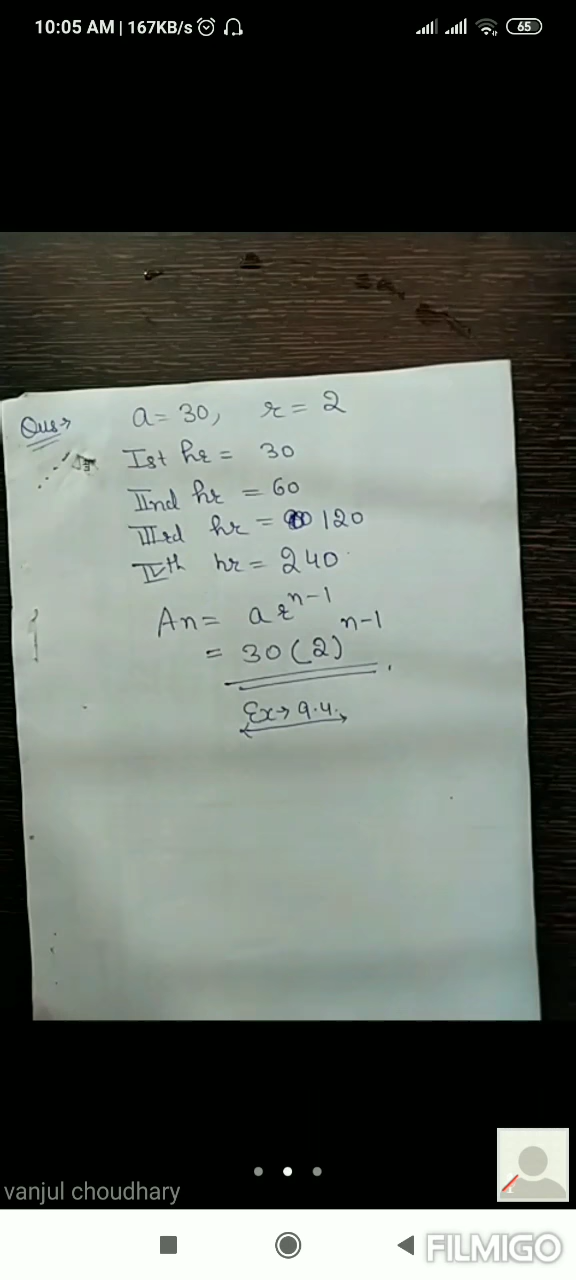 10:05 AM | 167KB/s
65
Ques→ a = 30, r = 2
Ist hr = 30
IInd hr = 60
IIIrd hr = 120
IVth hr = 240
An = ar^n-1
= 30(2)^n-1
Ex→ 9.4.
vanjul choudhary
FILMIGO